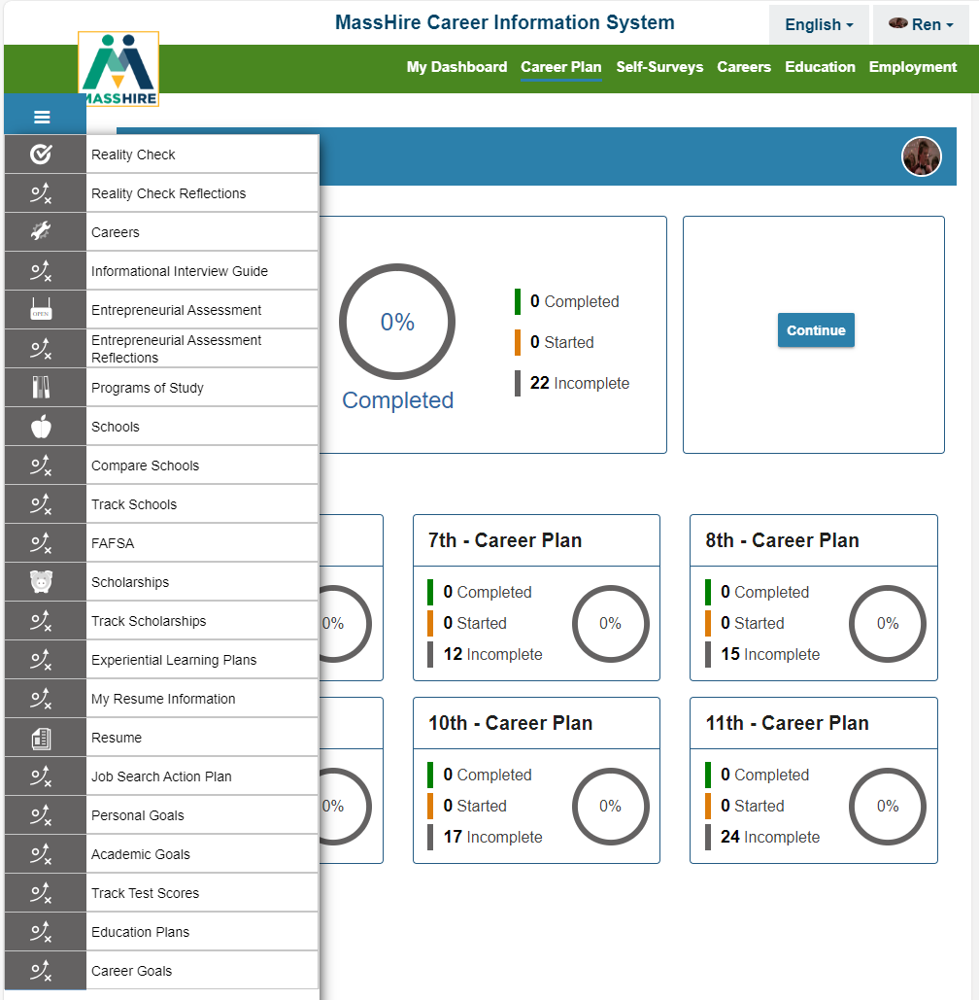 MassHire Career Information System
English
Ren
MASSHIRE
My Dashboard Career Plan Self-Surveys Careers Education Employment
Reality Check
Reality Check Reflections
Careers
Informational Interview Guide
OPEN
Entrepreneurial Assessment
Entrepreneurial Assessment
Reflections
Programs of Study
Schools
Compare Schools
Track Schools
FAFSA
Scholarships
Track Scholarships
Experiential Learning Plans
My Resume Information
Resume
Job Search Action Plan
Personal Goals
Academic Goals
Track Test Scores
Education Plans
Career Goals
0%
Completed
0 Completed
0 Started
22 Incomplete
Continue
0%
7th - Career Plan
0 Completed
0 Started
12 Incomplete
0%
8th - Career Plan
0 Completed
0 Started
15 Incomplete
0%
0%
10th - Career Plan
0 Completed
0 Started
17 Incomplete
0%
11th - Career Plan
0 Completed
0 Started
24 Incomplete
0%